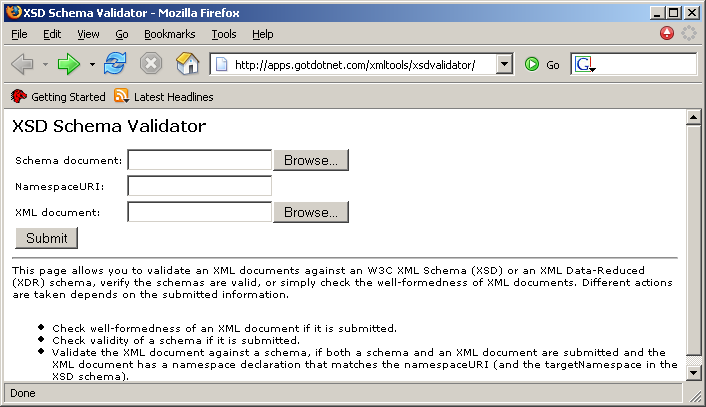 XSD Schema Validator - Mozilla Firefox
File Edit View Go Bookmarks Tools Help
http://apps.gotdotnet.com/xmltools/xsdvalidator/ Go G
Getting Started Latest Headlines
XSD Schema Validator
Schema document: Browse...
NamespaceURI:
XML document: Browse...
Submit
This page allows you to validate an XML documents against an W3C XML Schema (XSD) or an XML Data-Reduced
(XDR) schema, verify the schemas are valid, or simply check the well-formedness of XML documents. Different actions
are taken depends on the submitted information.
Check well-formedness of an XML document if it is submitted.
Check validity of a schema if it is submitted.
Validate the XML document against a schema, if both a schema and an XML document are submitted and the
XML document has a namespace declaration that matches the namespaceURI (and the targetNamespace in the
XSD schema).
Done